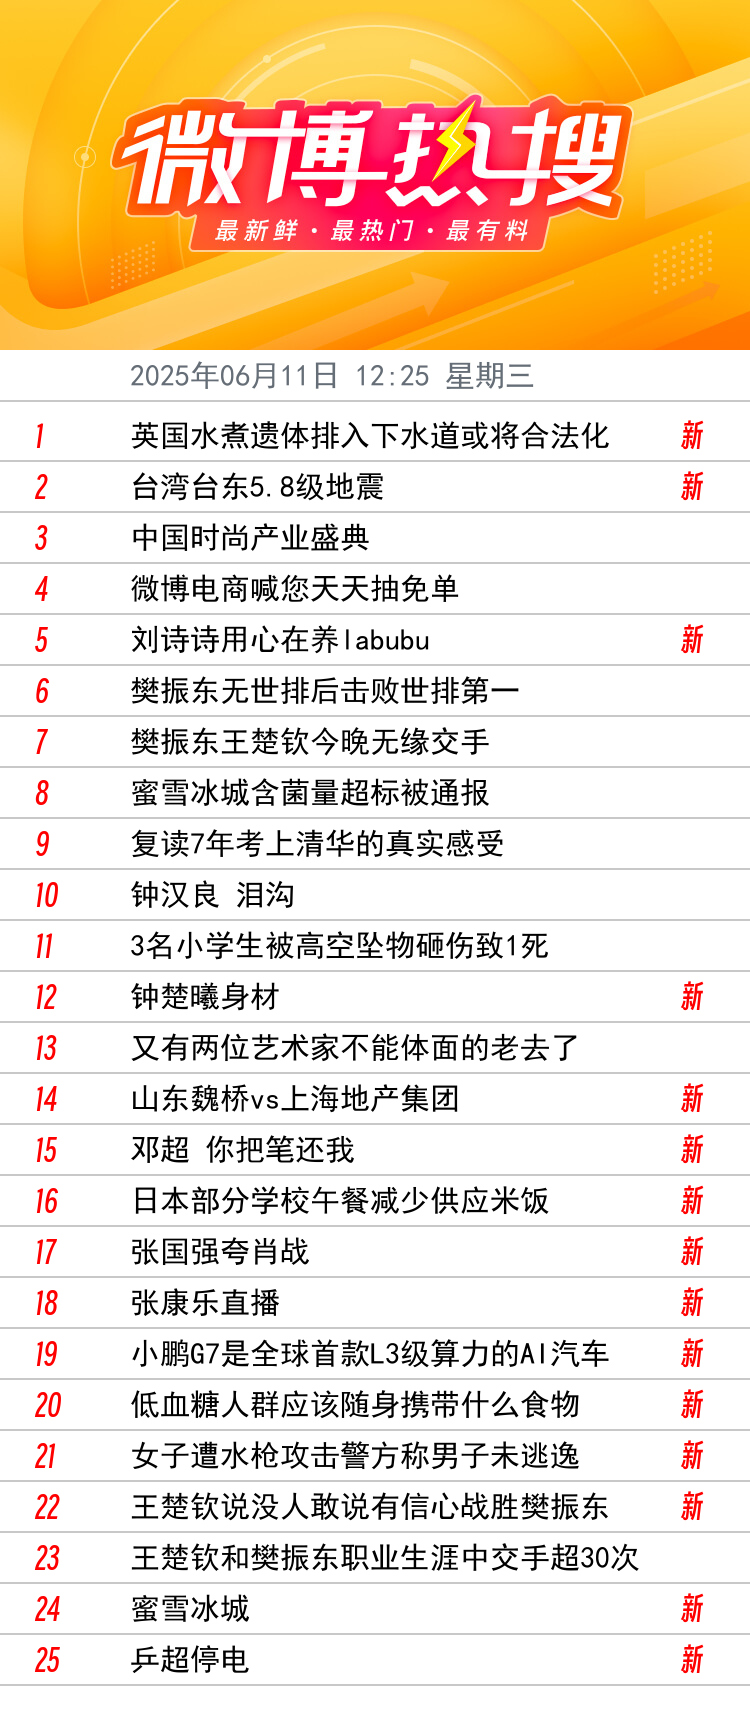 微博热搜
最新鲜·最热门·最有料
2025年06月11日 12:25 星期三
1 英国水煮遗体排入下水道或将合法化 新
2 台湾台东5.8级地震 新
3 中国时尚产业盛典
4 微博电商喊您天天抽免单
5 刘诗诗用心在养labubu 新
6 樊振东无世排后击败世排第一
7 樊振东王楚钦今晚无缘交手
8 蜜雪冰城含菌量超标被通报
9 复读7年考上清华的真实感受
10 钟汉良 泪沟
11 3名小学生被高空坠物砸伤致1死
12 钟楚曦身材 新
13 又有两位艺术家不能体面的老去了
14 山东魏桥vs上海地产集团 新
15 邓超 你把笔还我 新
16 日本部分学校午餐减少供应米饭 新
17 张国强夸肖战 新
18 张康乐直播 新
19 小鹏G7是全球首款L3级算力的AI汽车 新
20 低血糖人群应该随身携带什么食物 新
21 女子遭水枪攻击警方称男子未逃逸 新
22 王楚钦说没人敢说有信心战胜樊振东 新
23 王楚钦和樊振东职业生涯中交手超30次
24 蜜雪冰城 新
25 乒超停电 新